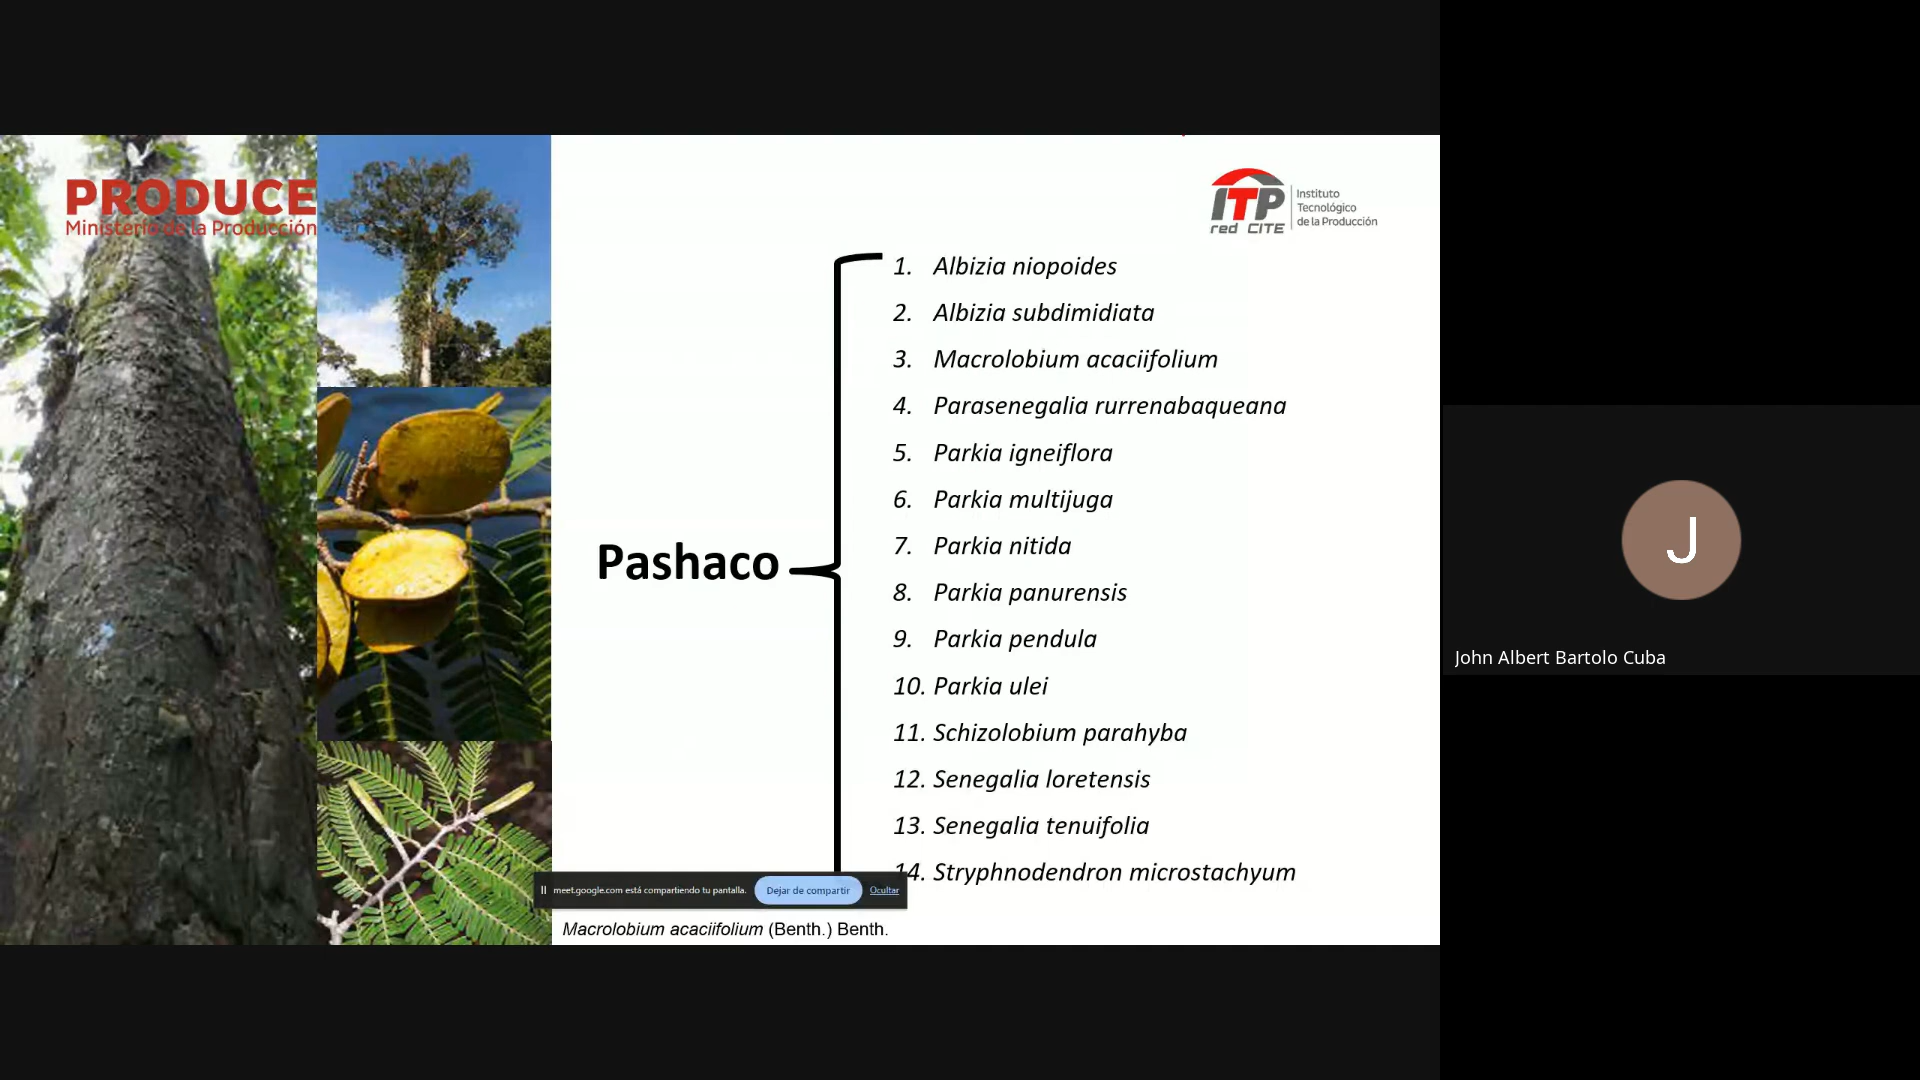 PRODUCE
Ministerio de la Producción
ITP
red CITE
Instituto
Tecnológico
de la Producción
Pashaco
1. Albizia niopoides
2. Albizia subdimidiata
3. Macrolobium acaciifolium
4. Parasenegalia rurrenabaqueana
5. Parkia igneiflora
6. Parkia multijuga
7. Parkia nitida
8. Parkia panurensis
9. Parkia pendula
10. Parkia ulei
11. Schizolobium parahyba
12. Senegalia loretensis
13. Senegalia tenuifolia
14. Stryphnodendron microstachyum
meet.google.com está compartiendo tu pantalla. Dejar de compartir Ocultar
Macrolobium acaciifolium (Benth.) Benth.
J
John Albert Bartolo Cuba